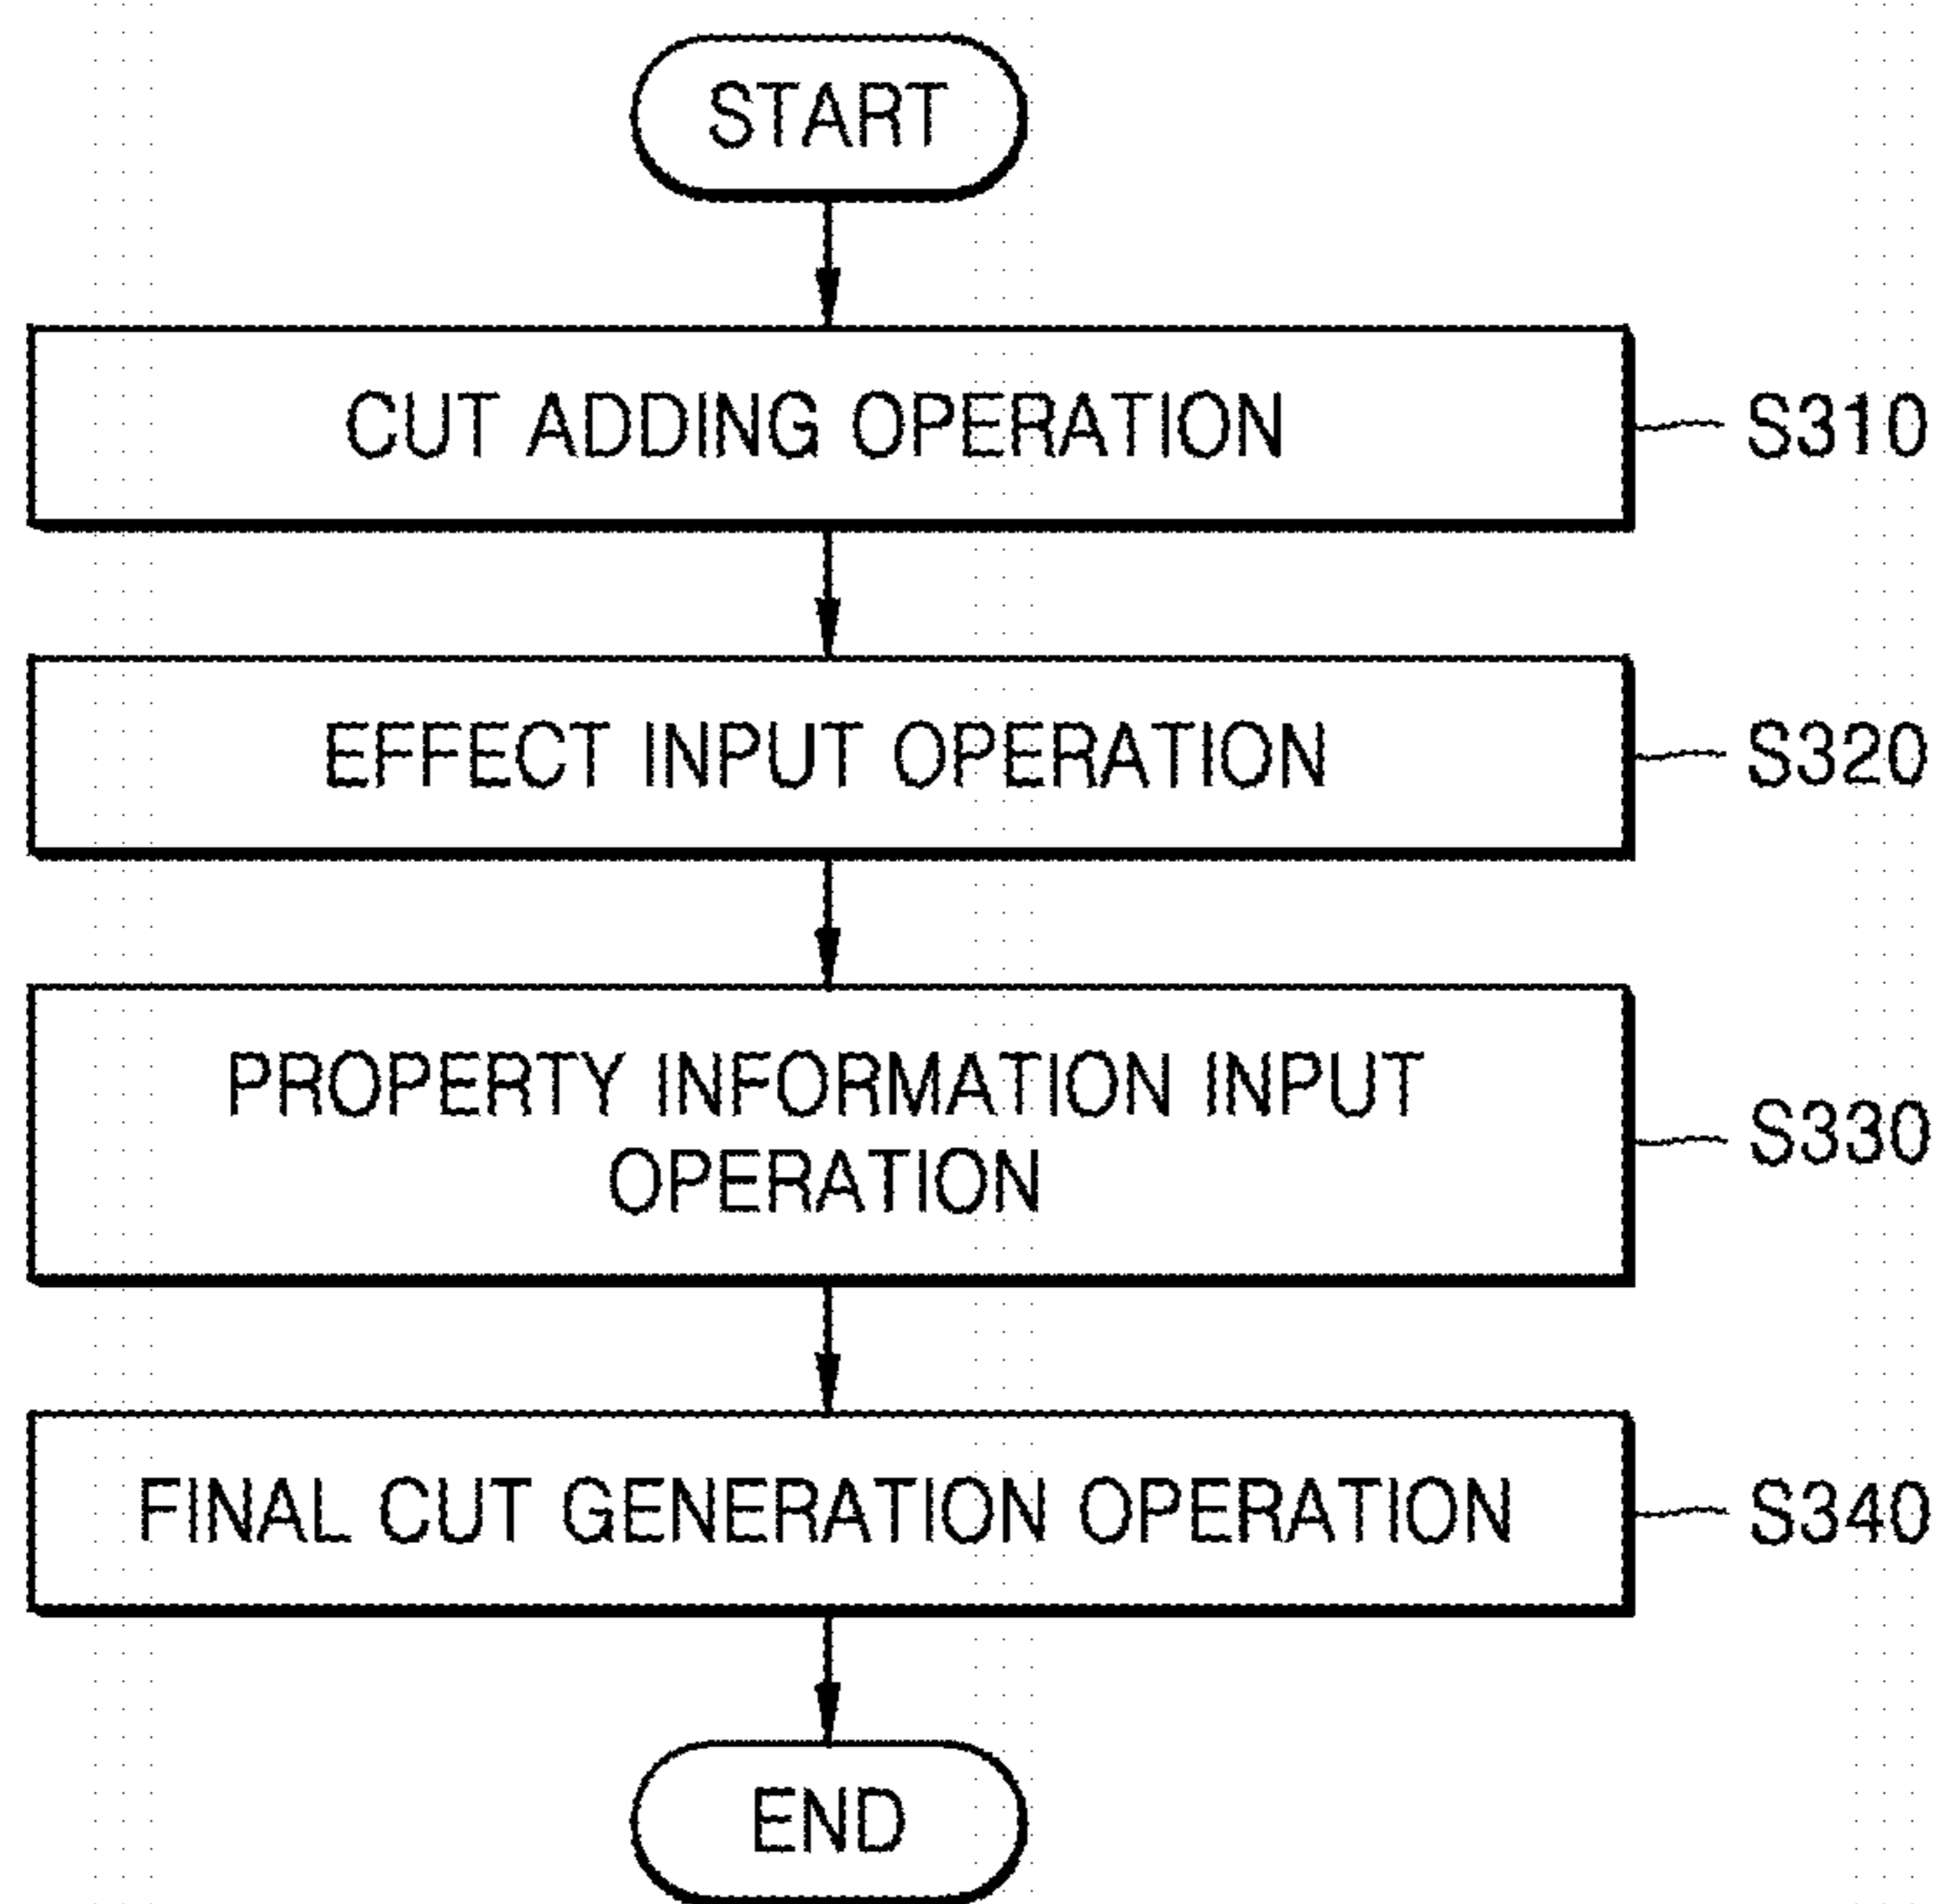 START
CUT ADDING OPERATION
S310
EFFECT INPUT OPERATION
S320
PROPERTY INFORMATION INPUT
OPERATION
S330
FINAL CUT GENERATION OPERATION
S340
END